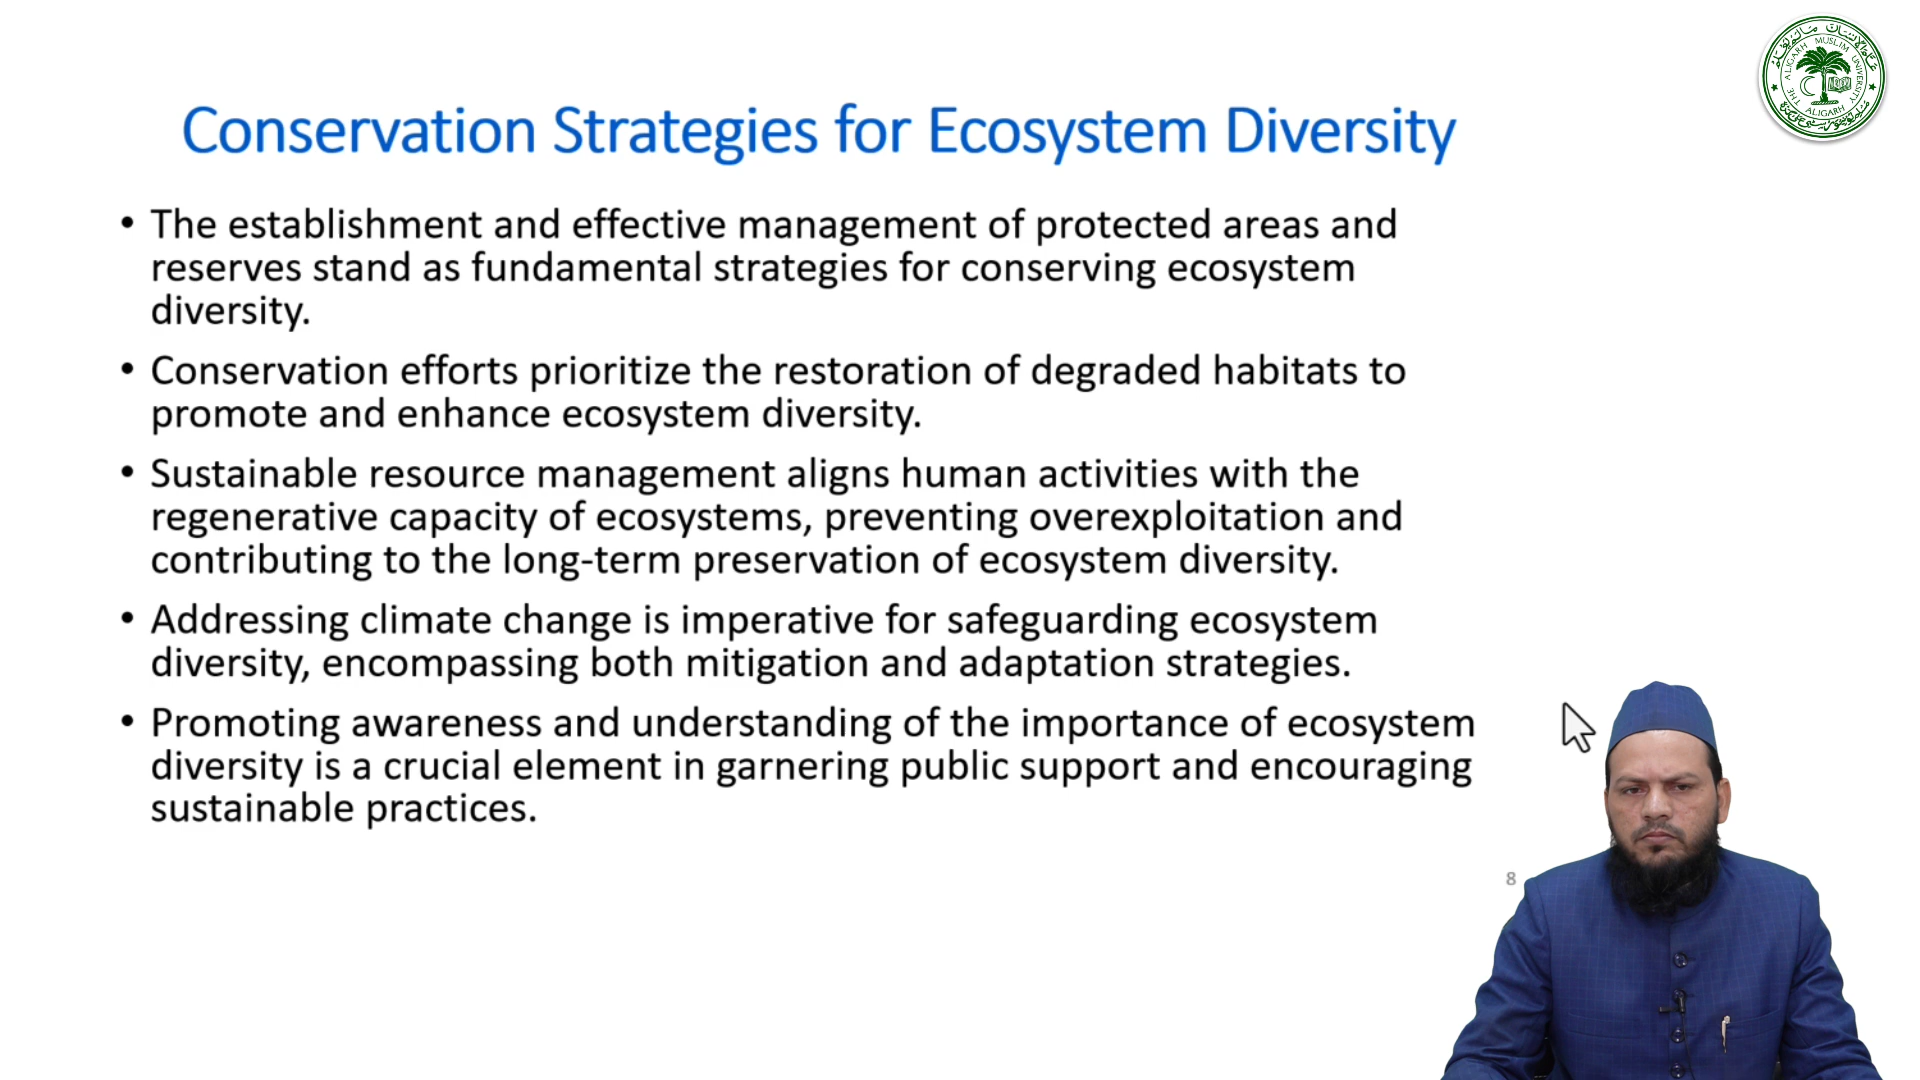 Conservation Strategies for Ecosystem Diversity
• The establishment and effective management of protected areas and
reserves stand as fundamental strategies for conserving ecosystem
diversity.
• Conservation efforts prioritize the restoration of degraded habitats to
promote and enhance ecosystem diversity.
• Sustainable resource management aligns human activities with the
regenerative capacity of ecosystems, preventing overexploitation and
contributing to the long-term preservation of ecosystem diversity.
• Addressing climate change is imperative for safeguarding ecosystem
diversity, encompassing both mitigation and adaptation strategies.
• Promoting awareness and understanding of the importance of ecosystem
diversity is a crucial element in garnering public support and encouraging
sustainable practices.
8
THE ALIGARH MUSLIM UNIVERSITY
ALIGARH